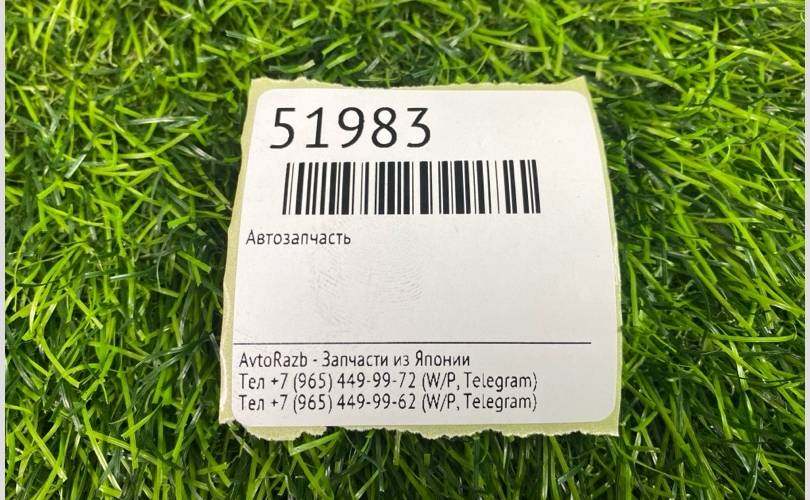 51983
Автозапчасть
AvtoRazb - Запчасти из Японии
Тел +7 (965) 449-99-72 (W/P, Telegram)
Тел +7 (965) 449-99-62 (W/P, Telegram)